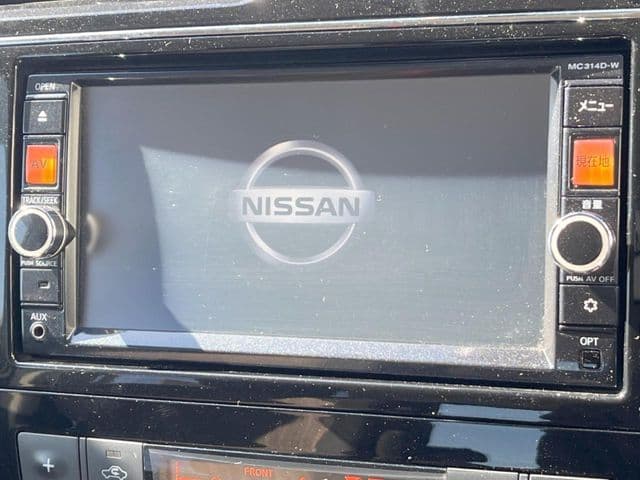 OPEN
MC314D-W
メニュー
AV
現在地
TRACK/SEEK
音量
NISSAN
PUSH SOURCE
PUSH AV OFF
AUX
OPT
FRONT